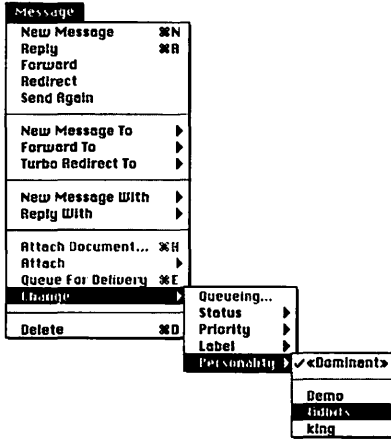 Message
New Message ⌘N
Reply ⌘R
Forward
Redirect
Send Again
New Message To
Forward To
Turbo Redirect To
New Message With
Reply With
Attach Document... ⌘H
Attach
Queue For Delivery ⌘E
Change
Delete ⌘D
Queueing...
Status
Priority
Label
Personality
✓«Dominant»
Demo
tidbits
king